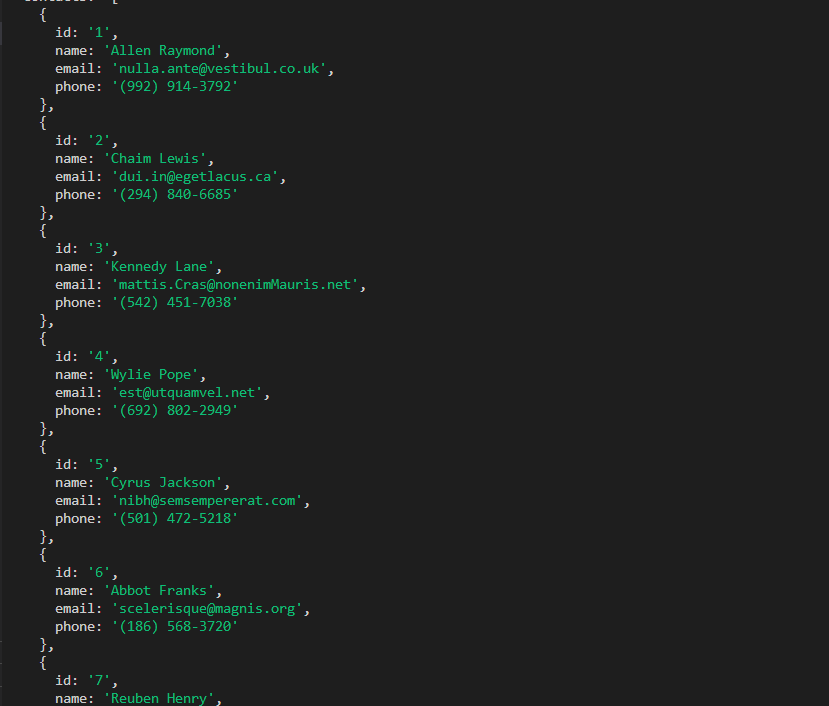 {
id: '1',
name: 'Allen Raymond',
email: 'nulla.ante@vestibul.co.uk',
phone: '(992) 914-3792'
},
{
id: '2',
name: 'Chaim Lewis',
email: 'dui.in@egetlacus.ca',
phone: '(294) 840-6685'
},
{
id: '3',
name: 'Kennedy Lane',
email: 'mattis.Cras@nonenimMauris.net',
phone: '(542) 451-7038'
},
{
id: '4',
name: 'Wylie Pope',
email: 'est@utquamvel.net',
phone: '(692) 802-2949'
},
{
id: '5',
name: 'Cyrus Jackson',
email: 'nibh@semsempererat.com',
phone: '(501) 472-5218'
},
{
id: '6',
name: 'Abbot Franks',
email: 'scelerisque@magnis.org',
phone: '(186) 568-3720'
},
{
id: '7',
name: 'Reuben Henry',